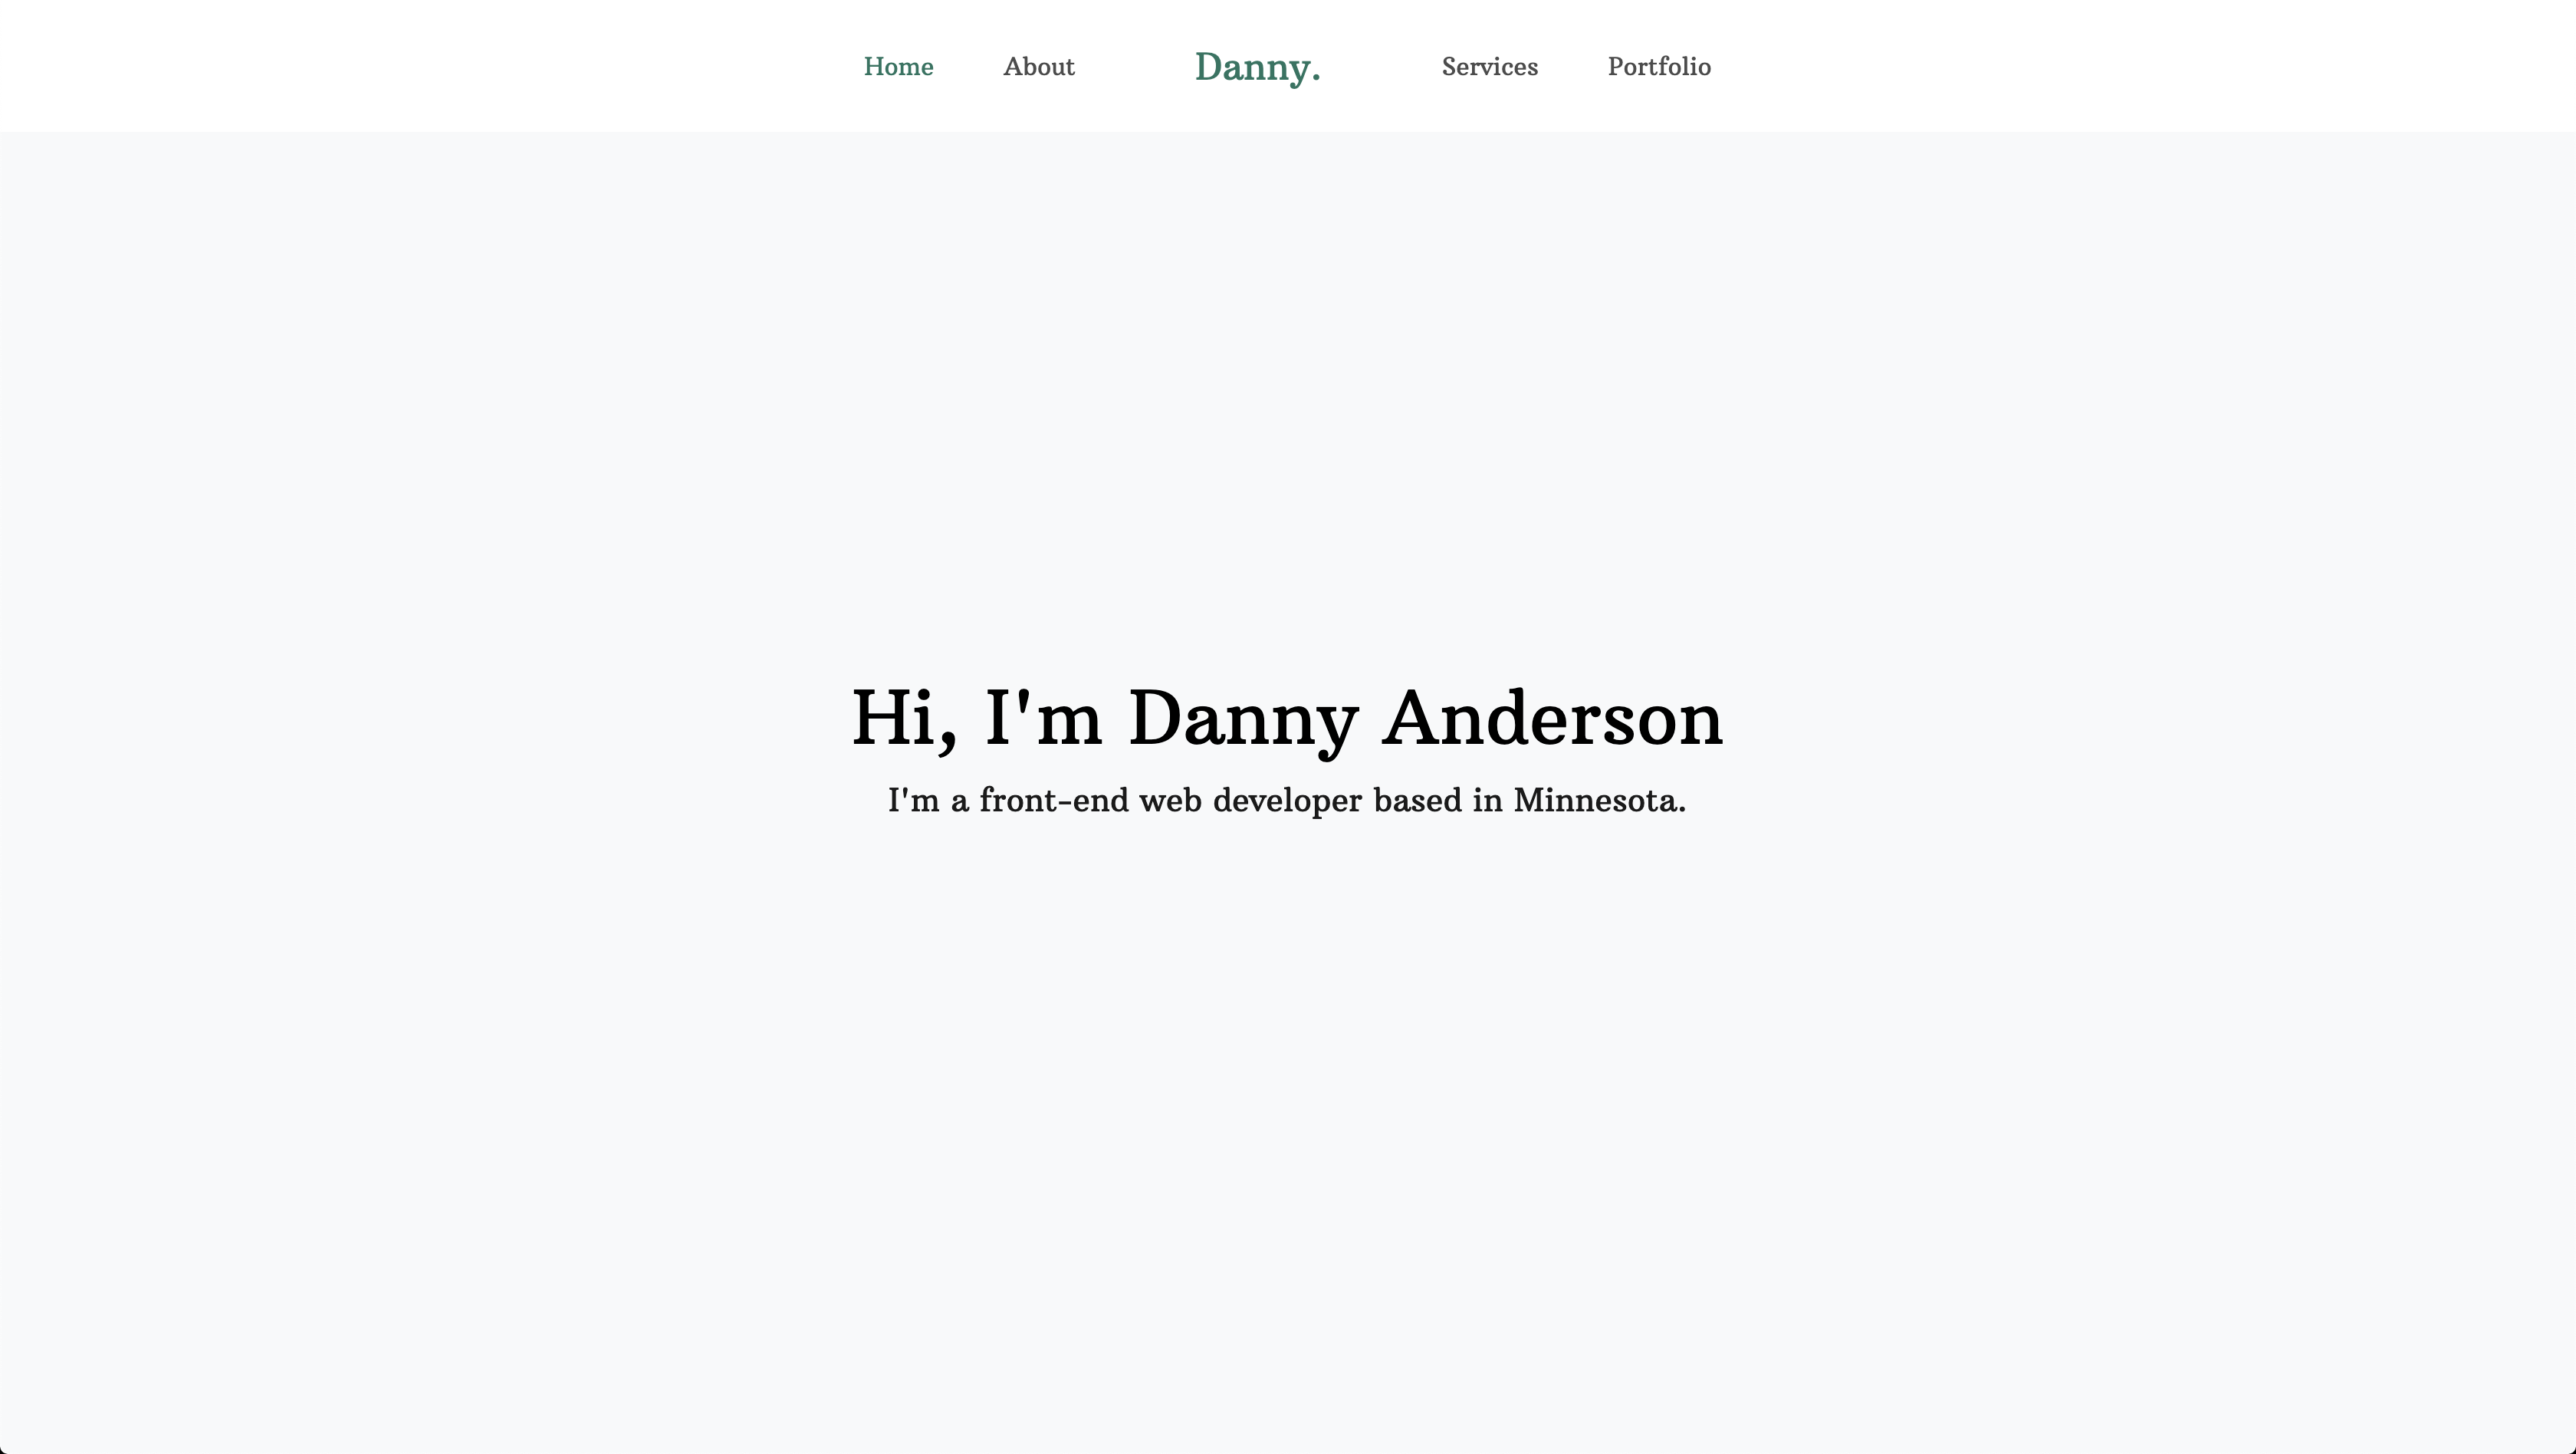 Home About Danny. Services Portfolio
Hi, I'm Danny Anderson
I'm a front-end web developer based in Minnesota.